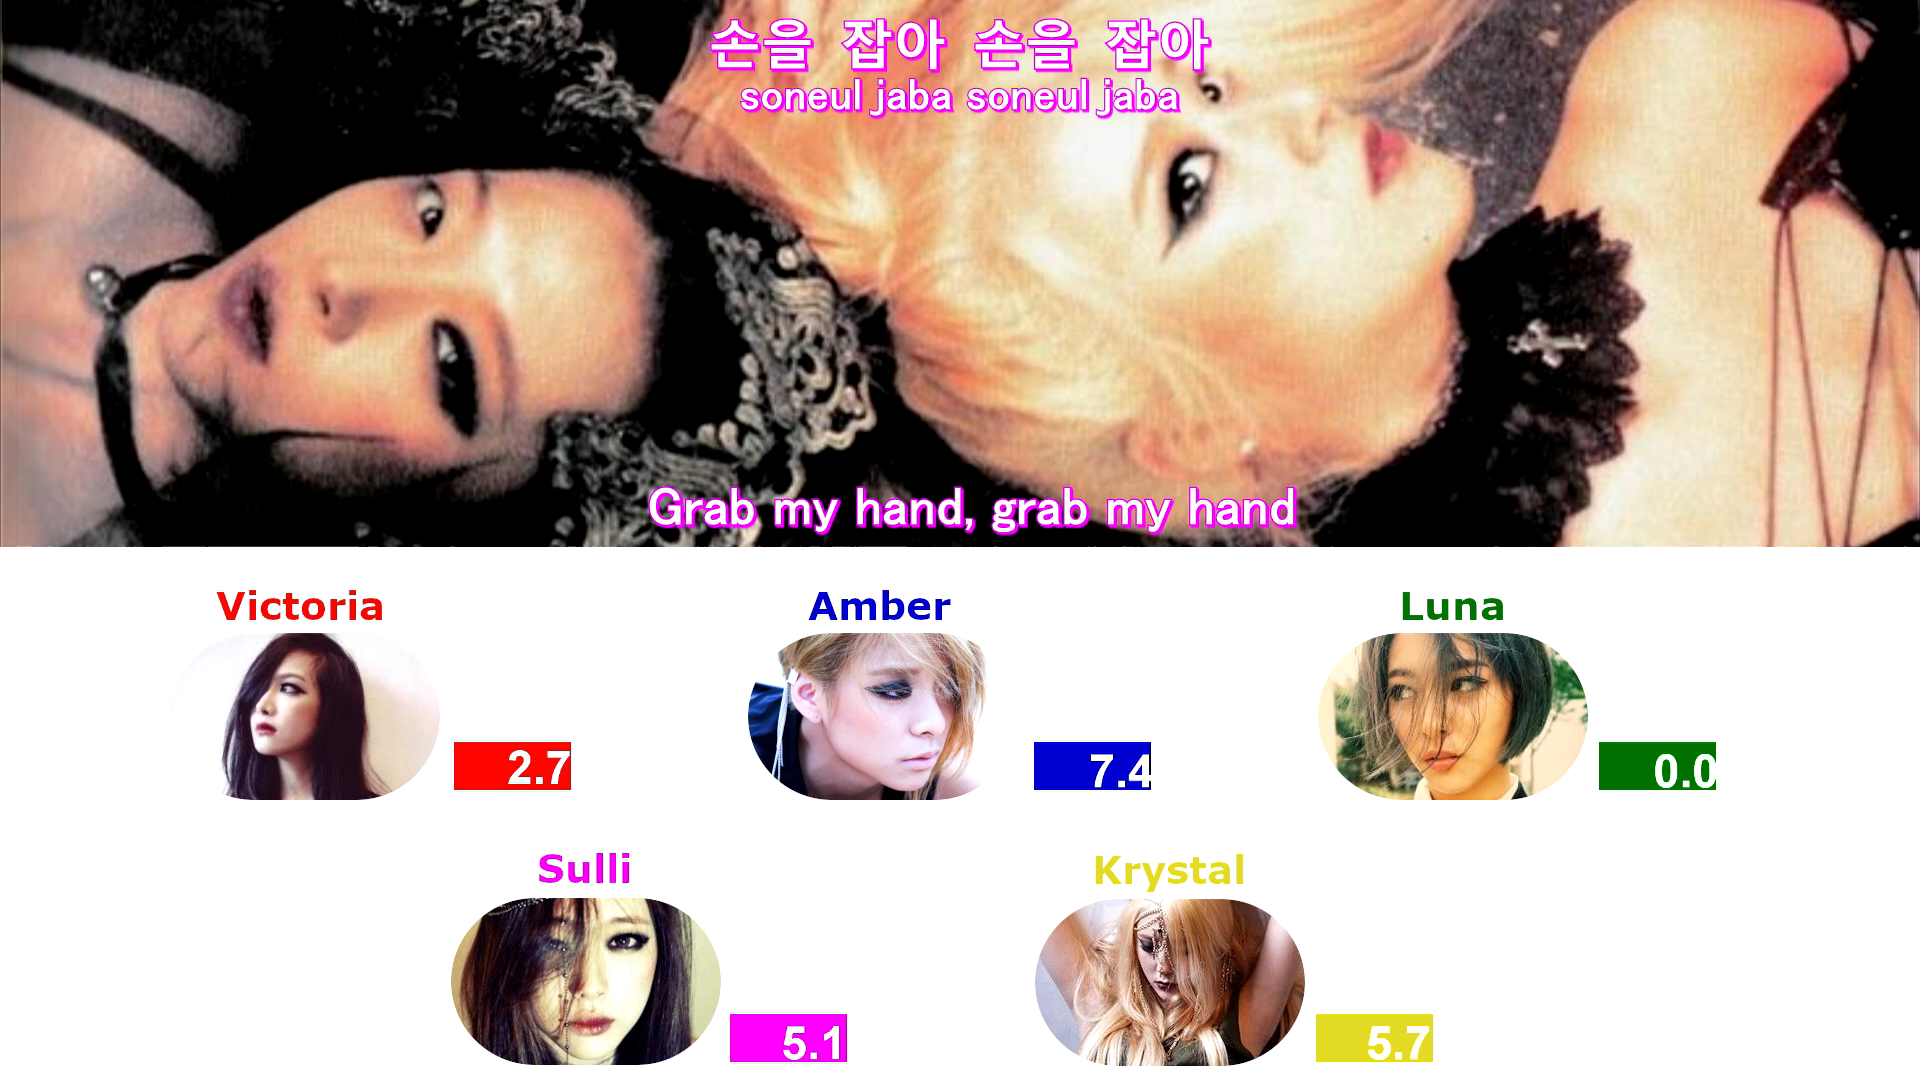 손을 잡아 손을 잡아
soneul jaba soneul jaba
Grab my hand, grab my hand
Victoria
Amber
Luna
2.7
7.4
0.0
Sulli
Krystal
5.1
5.7